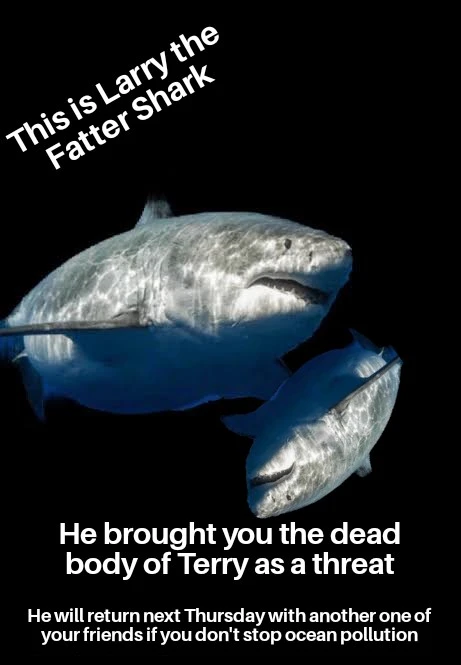 This is Larry the
Fatter Shark
He brought you the dead
body of Terry as a threat
He will return next Thursday with another one of
your friends if you don't stop ocean pollution